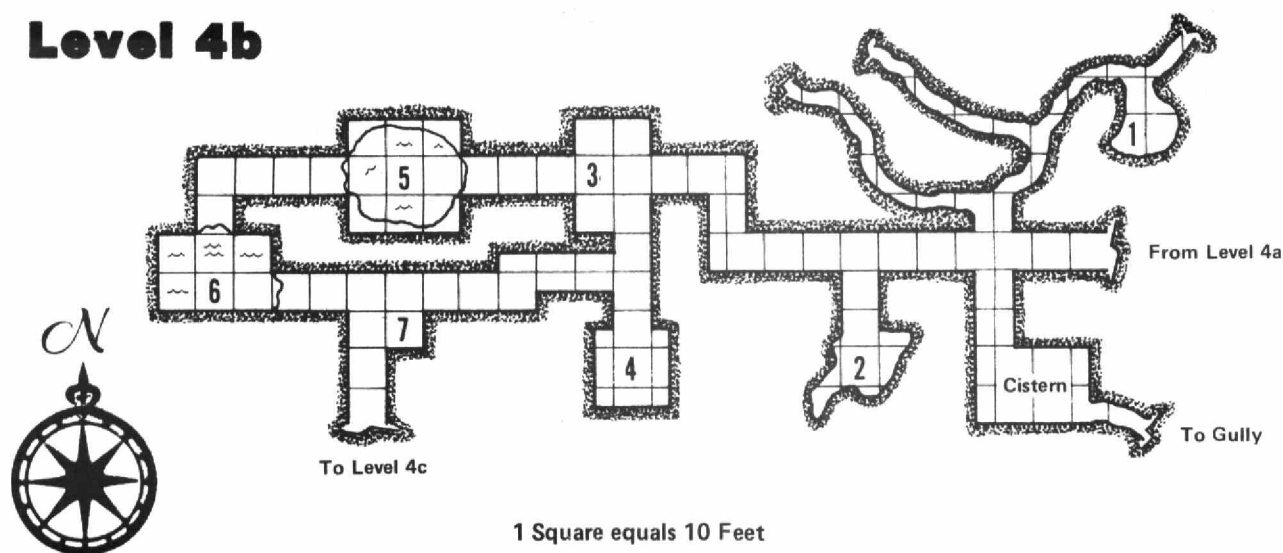 Level 4b
1
5
3
From Level 4a
6
N
7
4
2
Cistern
To Gully
To Level 4c
1 Square equals 10 Feet